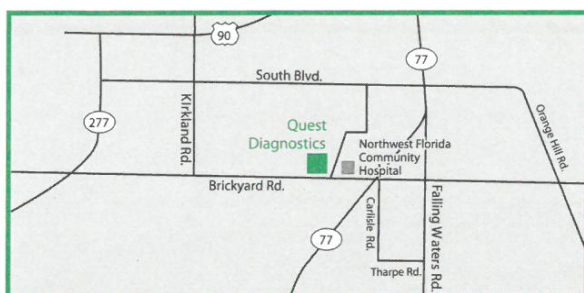 90
77
South Blvd.
277
Kirkland Rd.
Orange Hill Rd.
Quest
Diagnostics
Northwest Florida
Community
Hospital
Brickyard Rd.
Carlisle Rd.
Falling Waters Rd.
77
Tharpe Rd.